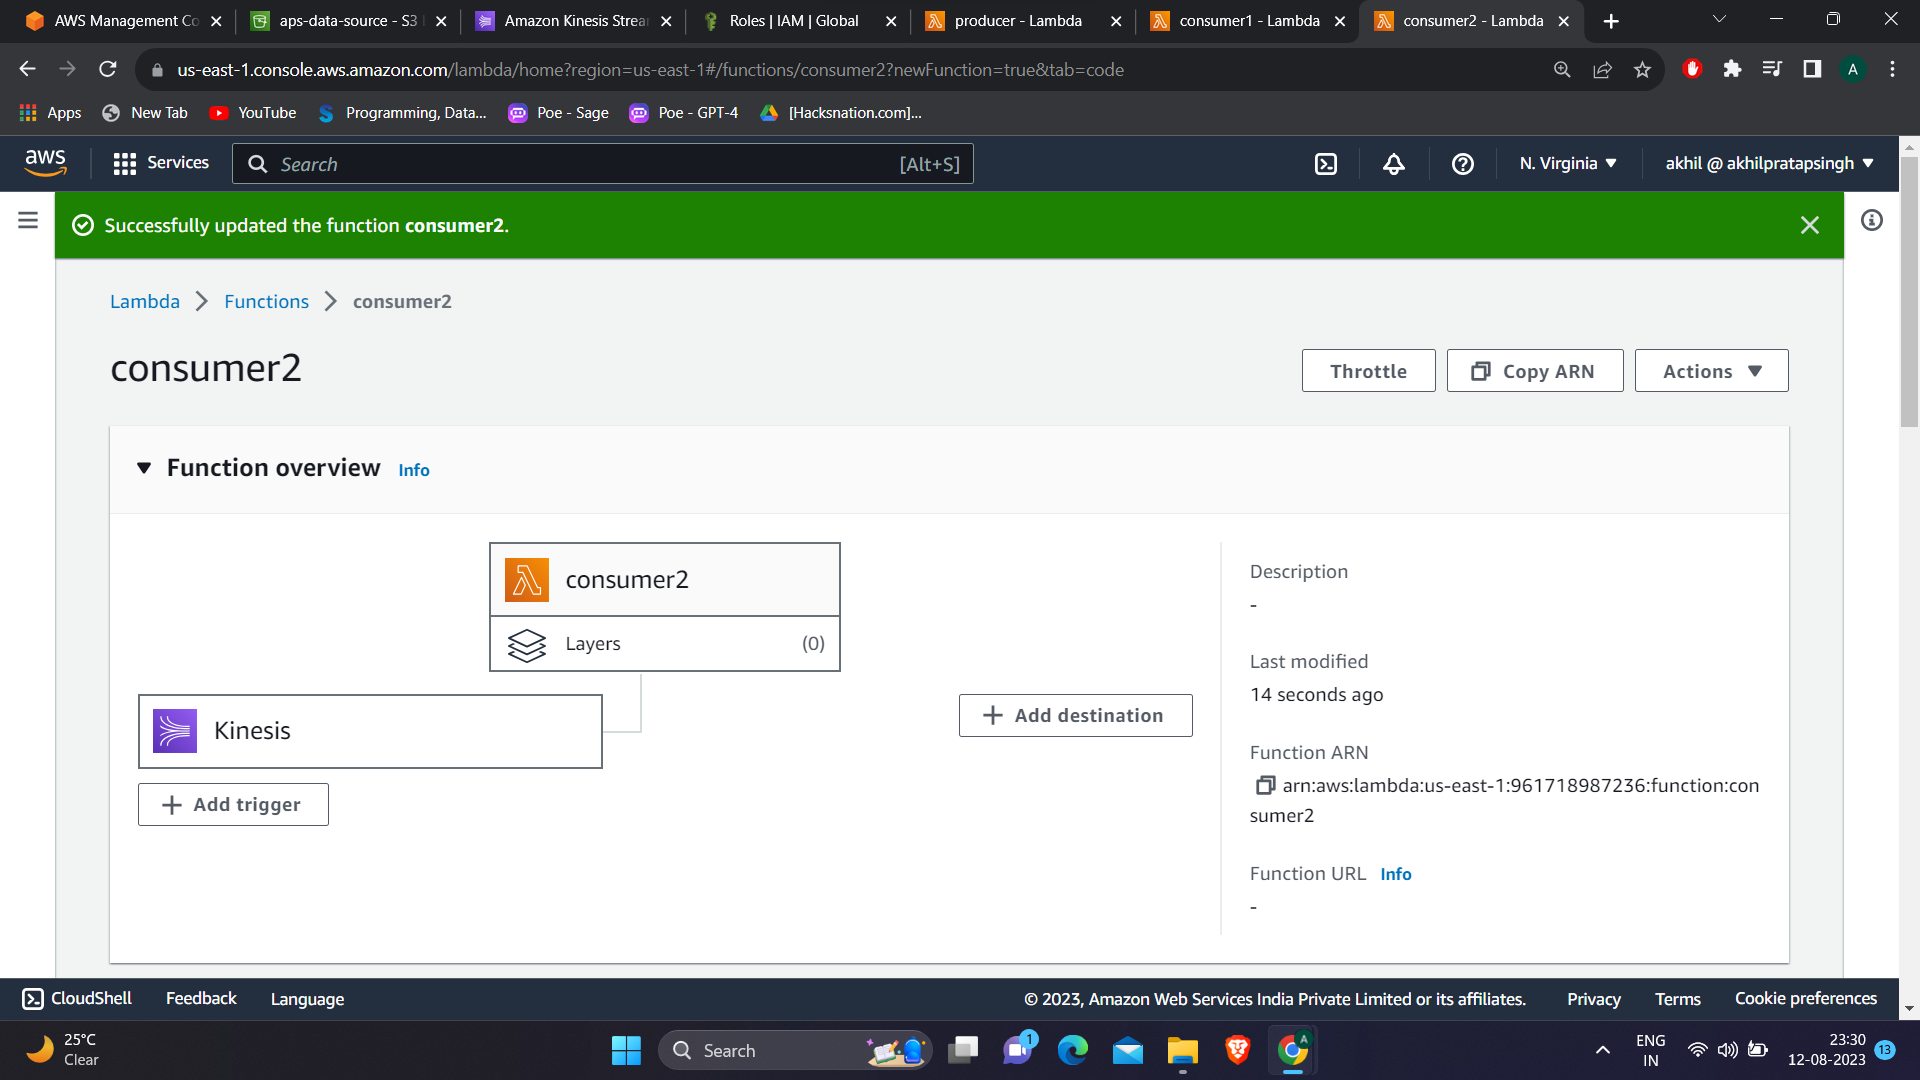 AWS Management Co
aps-data-source - S3
Amazon Kinesis Strea
Roles | IAM | Global
producer - Lambda
consumer1 - Lambda
consumer2 - Lambda
us-east-1.console.aws.amazon.com/lambda/home?region=us-east-1#/functions/consumer2?newFunction=true&tab=code
A
Apps
New Tab
YouTube
Programming, Data...
Poe - Sage
Poe - GPT-4
[Hacksnation.com]...
aws
Services
Search
[Alt+S]
N. Virginia
akhil @ akhilpratapsingh
Successfully updated the function consumer2.
Lambda
Functions
consumer2
consumer2
Throttle
Copy ARN
Actions
Function overview
Info
consumer2
Layers
(0)
Kinesis
+ Add trigger
+ Add destination
Description
-
Last modified
14 seconds ago
Function ARN
arn:aws:lambda:us-east-1:961718987236:function:con
sumer2
Function URL
Info
-
CloudShell
Feedback
Language
© 2023, Amazon Web Services India Private Limited or its affiliates.
Privacy
Terms
Cookie preferences
25°C
Clear
Search
1
A
ENG
IN
23:30
12-08-2023
13